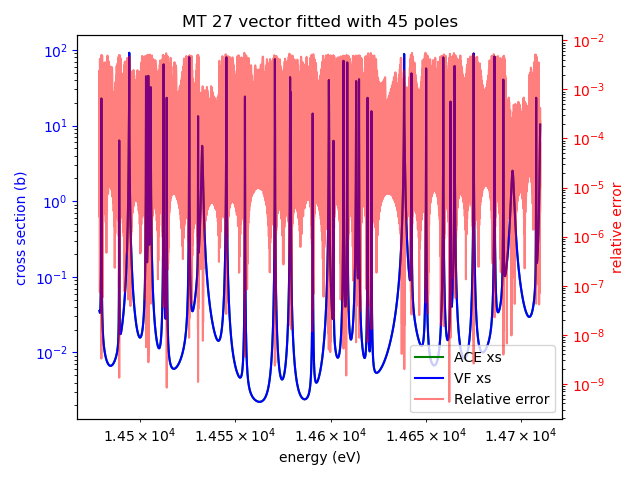 MT 27 vector fitted with 45 poles
cross section (b)
10²
10¹
10⁰
10⁻¹
10⁻²
10⁻²
10⁻³
10⁻⁴
10⁻⁵
10⁻⁶
10⁻⁷
10⁻⁸
10⁻⁹
relative error
ACE xs
VF xs
Relative error
1.45×10⁴ 1.455×10⁴ 1.46×10⁴ 1.465×10⁴ 1.47×10⁴
energy (eV)